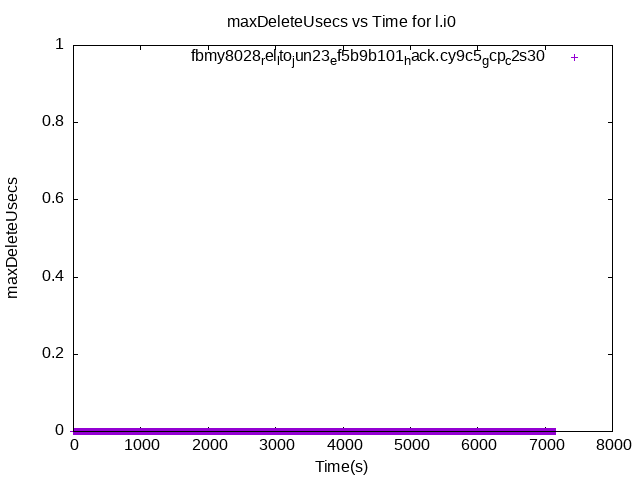 maxDeleteUsecs vs Time for l.i0
fbmy8028relltojun23ef5b9b101hack.cy9c5gcpc2s30
1
0.8
0.6
0.4
0.2
0
maxDeleteUsecs
0 1000 2000 3000 4000 5000 6000 7000 8000
Time(s)